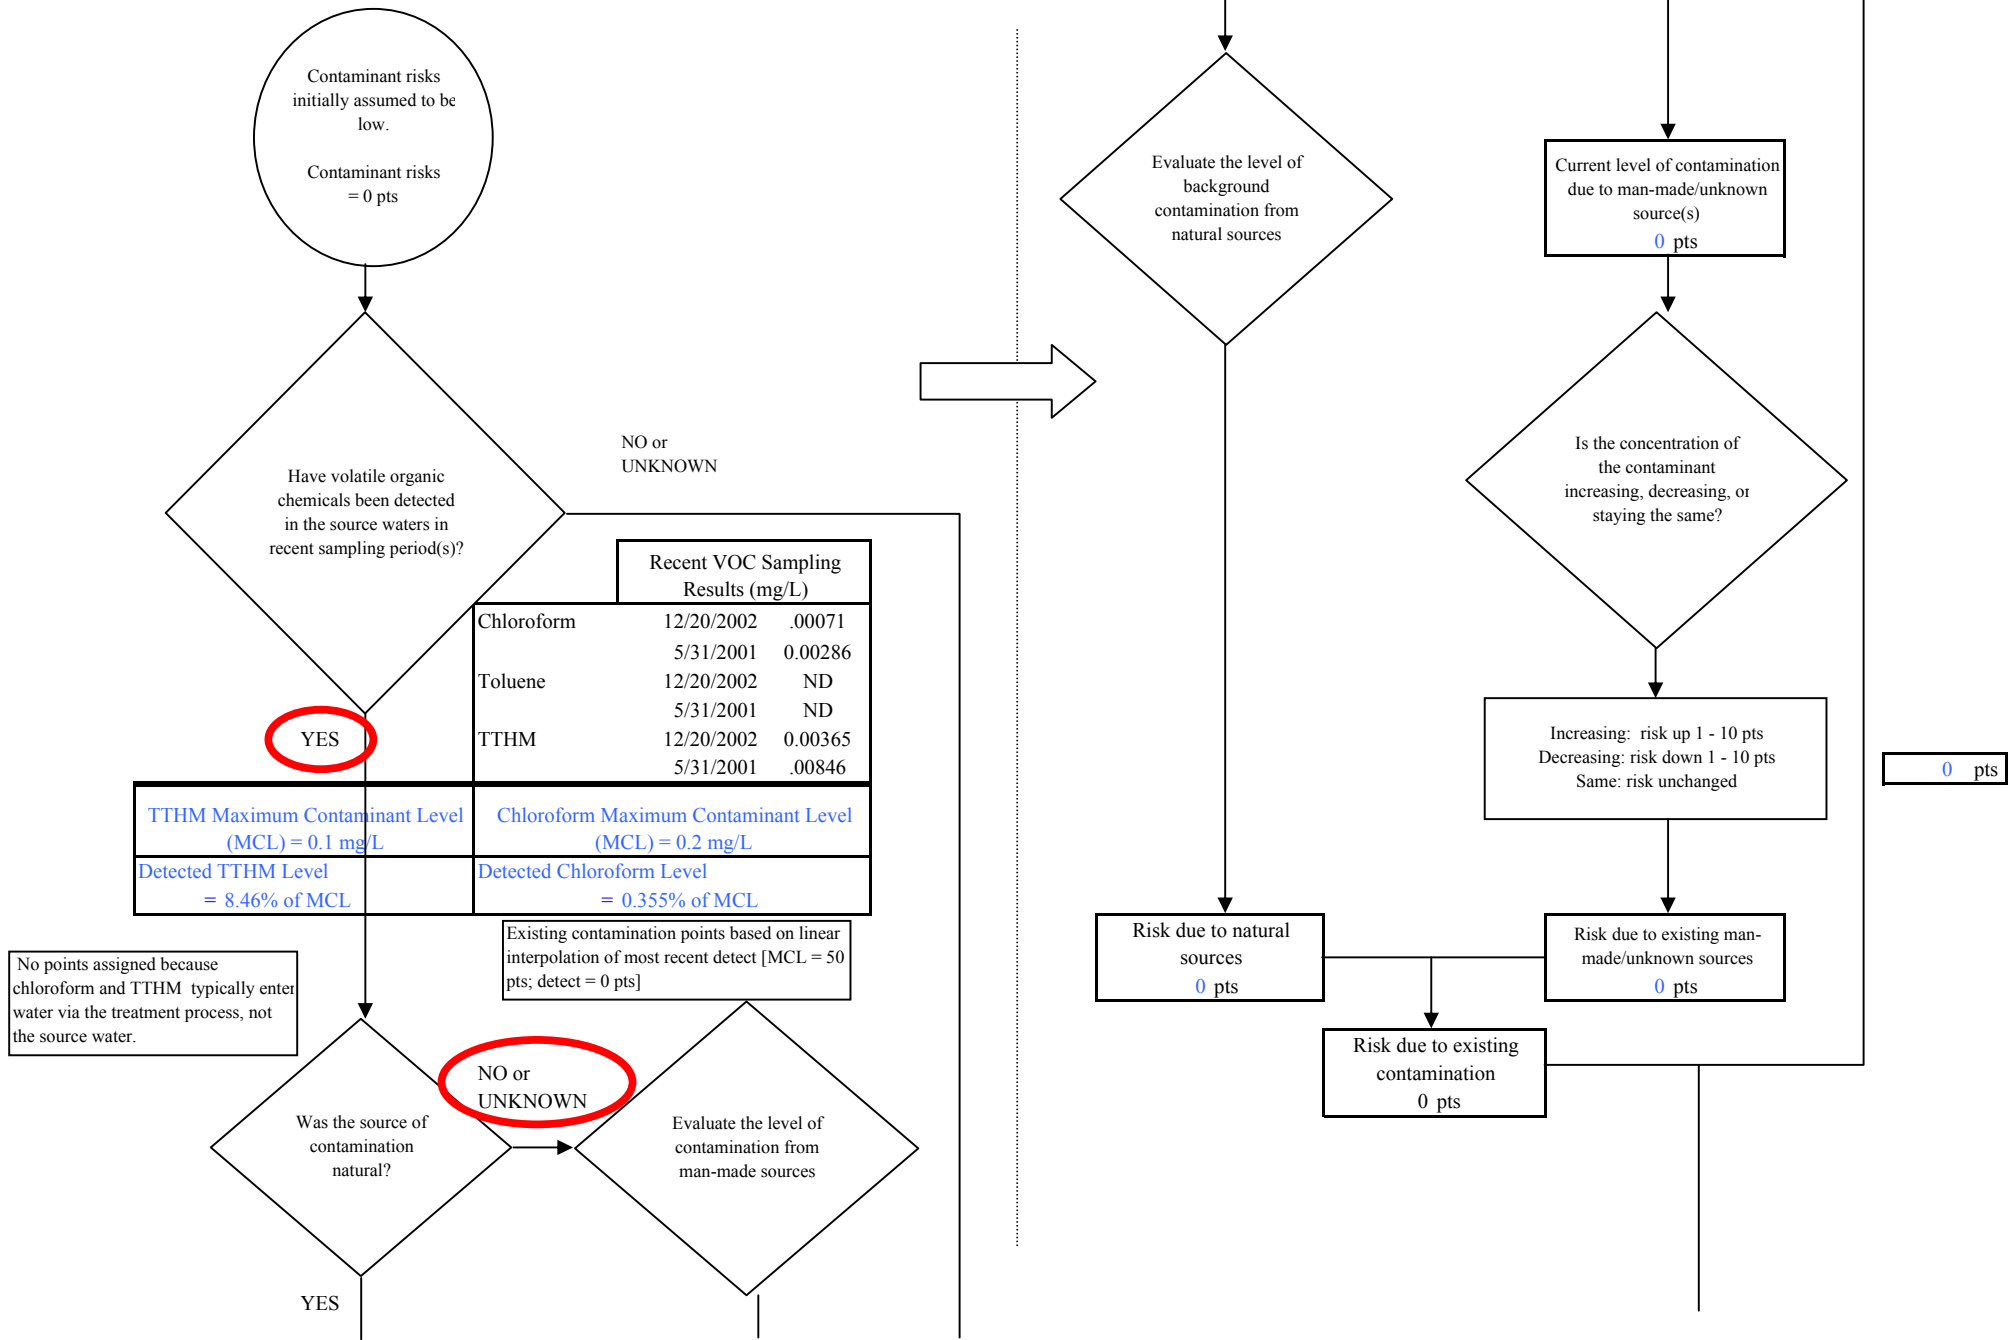 Contaminant risks
initially assumed to be
low.
Contaminant risks
= 0 pts
Have volatile organic
chemicals been detected
in the source waters in
recent sampling period(s)?
NO or
UNKNOWN
Recent VOC Sampling
Results (mg/L)
Chloroform 12/20/2002 .00071
5/31/2001 0.00286
Toluene 12/20/2002 ND
5/31/2001 ND
TTHM 12/20/2002 0.00365
5/31/2001 .00846
YES
TTHM Maximum Contaminant Level
(MCL) = 0.1 mg/L
Chloroform Maximum Contaminant Level
(MCL) = 0.2 mg/L
Detected TTHM Level
= 8.46% of MCL
Detected Chloroform Level
= 0.355% of MCL
Existing contamination points based on linear
interpolation of most recent detect [MCL = 50
pts; detect = 0 pts]
No points assigned because
chloroform and TTHM typically enter
water via the treatment process, not
the source water.
NO or
UNKNOWN
Was the source of
contamination
natural?
Evaluate the level of
contamination from
man-made sources
YES
Evaluate the level of
background
contamination from
natural sources
Current level of contamination
due to man-made/unknown
source(s)
0 pts
Is the concentration of
the contaminant
increasing, decreasing, or
staying the same?
Increasing: risk up 1 - 10 pts
Decreasing: risk down 1 - 10 pts
Same: risk unchanged
0 pts
Risk due to natural
sources
0 pts
Risk due to existing man-
made/unknown sources
0 pts
Risk due to existing
contamination
0 pts